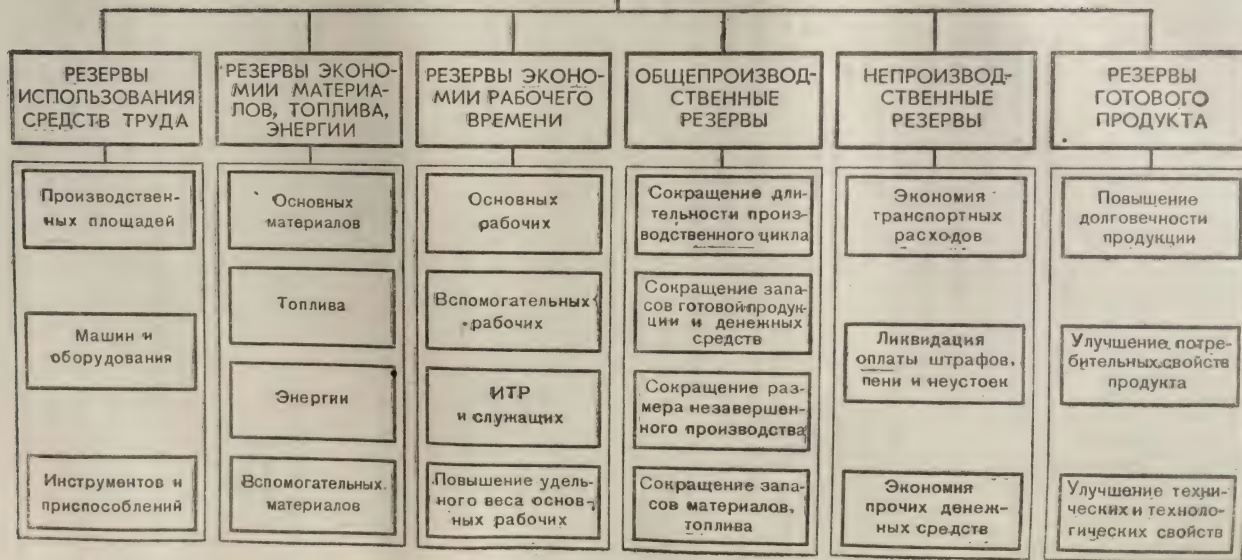 РЕЗЕРВЫ
ИСПОЛЬЗОВАНИЯ
СРЕДСТВ ТРУДА
Производствен-
ных площадей
Машин и
оборудования
Инструментов и
приспособлений
РЕЗЕРВЫ ЭКОНО-
МИИ МАТЕРИА-
ЛОВ, ТОПЛИВА,
ЭНЕРГИИ
Основных
материалов
Топлива
Энергии
Вспомогательных
материалов
РЕЗЕРВЫ ЭКОНО-
МИИ РАБОЧЕГО
ВРЕМЕНИ
Основных
рабочих
Вспомогательных
рабочих
ИТР
и служащих
Повышение удель-
ного веса основ-
ных рабочих
ОБЩЕПРОИЗВОД-
СТВЕННЫЕ
РЕЗЕРВЫ
Сокращение дли-
тельности произ-
водственного цикла
Сокращение запа-
сов готовой продук-
ции и денежных
средств
Сокращение раз-
мера незавершен-
ного производства
Сокращение запа-
сов материалов,
топлива
НЕПРОИЗВОД-
СТВЕННЫЕ
РЕЗЕРВЫ
Экономия
транспортных
расходов
Ликвидация
оплаты штрафов,
пени и неустоек
Экономия
прочих денеж-
ных средств
РЕЗЕРВЫ
ГОТОВОГО
ПРОДУКТА
Повышение
долговечности
продукции
Улучшение потре-
бительных свойств
продукта
Улучшение техни-
ческих и техноло-
гических свойств